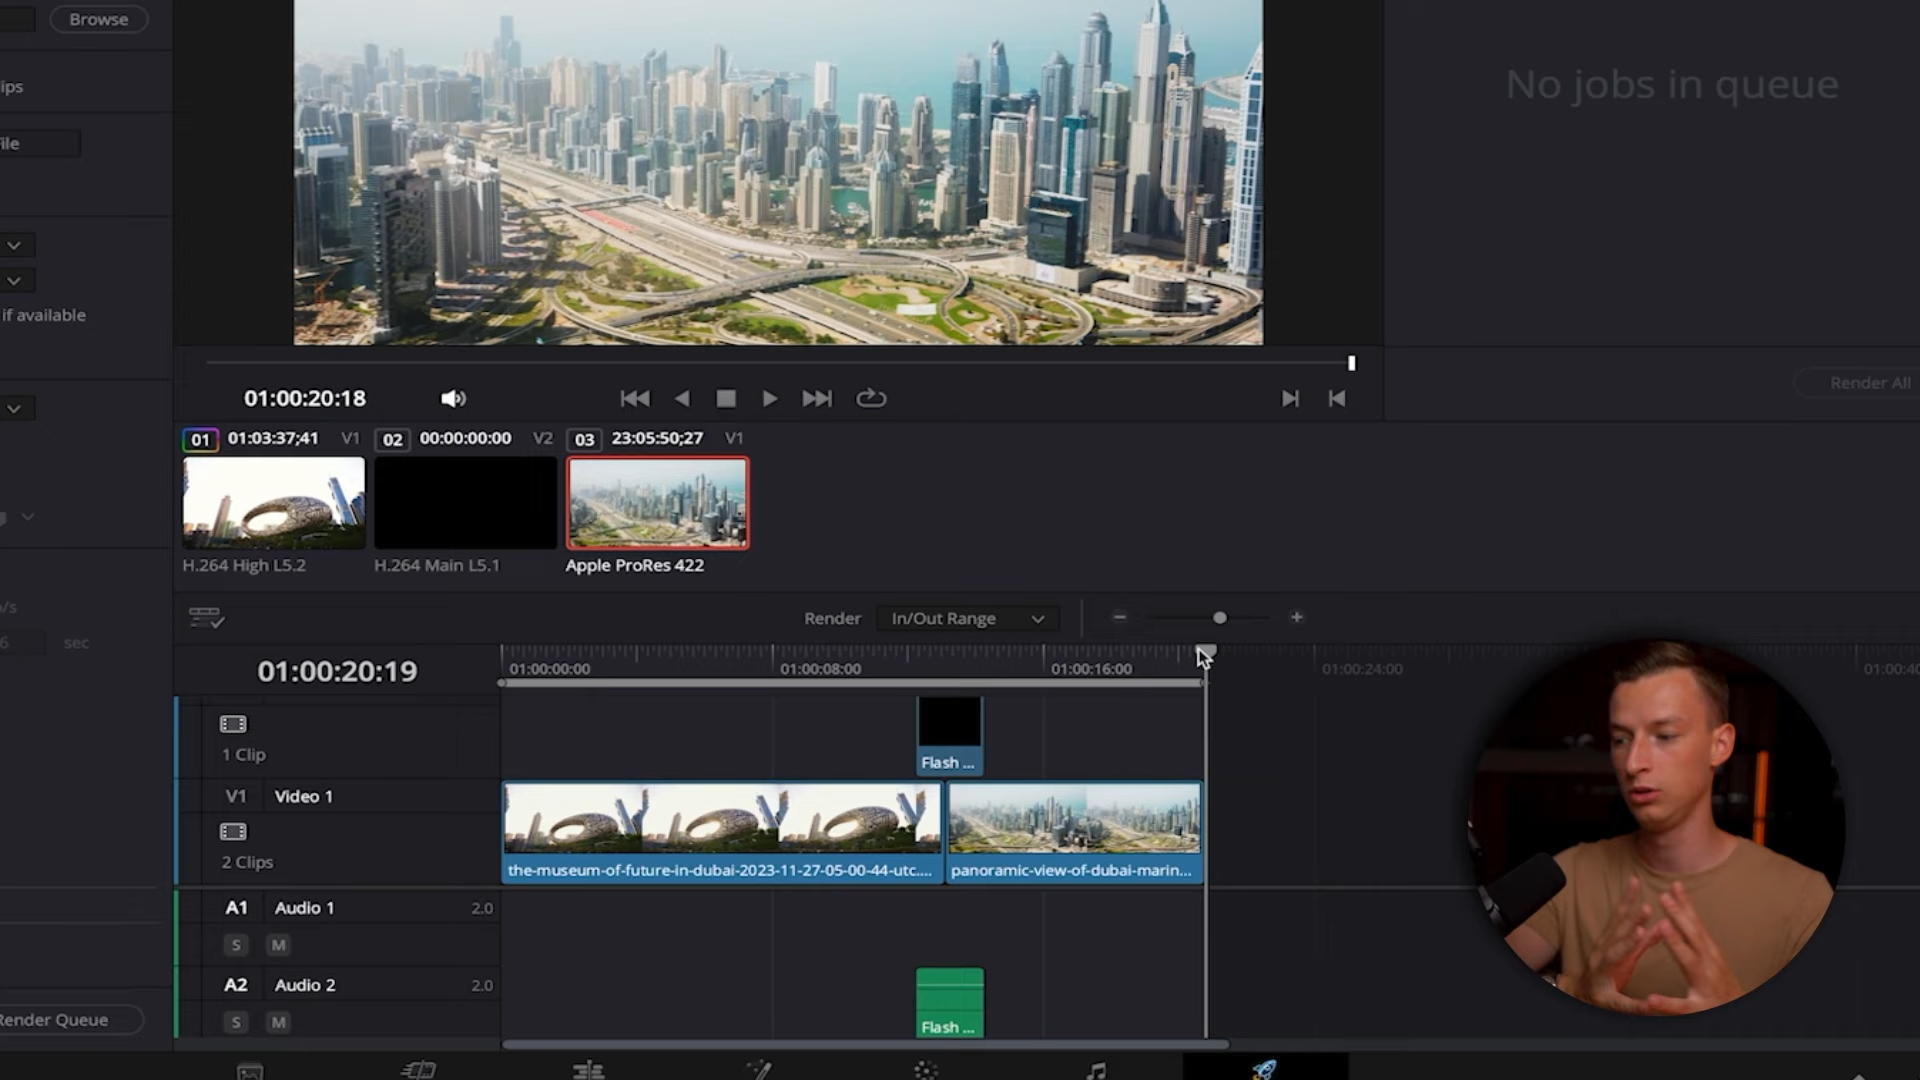 Browse
No jobs in queue
ips
ile
if available
Render All
01:00:20:18
01 01:03:37;41 V1 02 00:00:00:00 V2 03 23:05:50;27 V1
H.264 High L5.2 H.264 Main L5.1 Apple ProRes 422
/s
6 sec
Render In/Out Range
01:00:20:19
01:00:00:00 01:00:08:00 01:00:16:00 01:00:24:00 01:00:40
1 Clip
Flash ...
V1 Video 1
2 Clips
the-museum-of-future-in-dubai-2023-11-27-05-00-44-utc.... panoramic-view-of-dubai-marin...
A1 Audio 1 2.0
S M
A2 Audio 2 2.0
S M
Flash ...
Render Queue